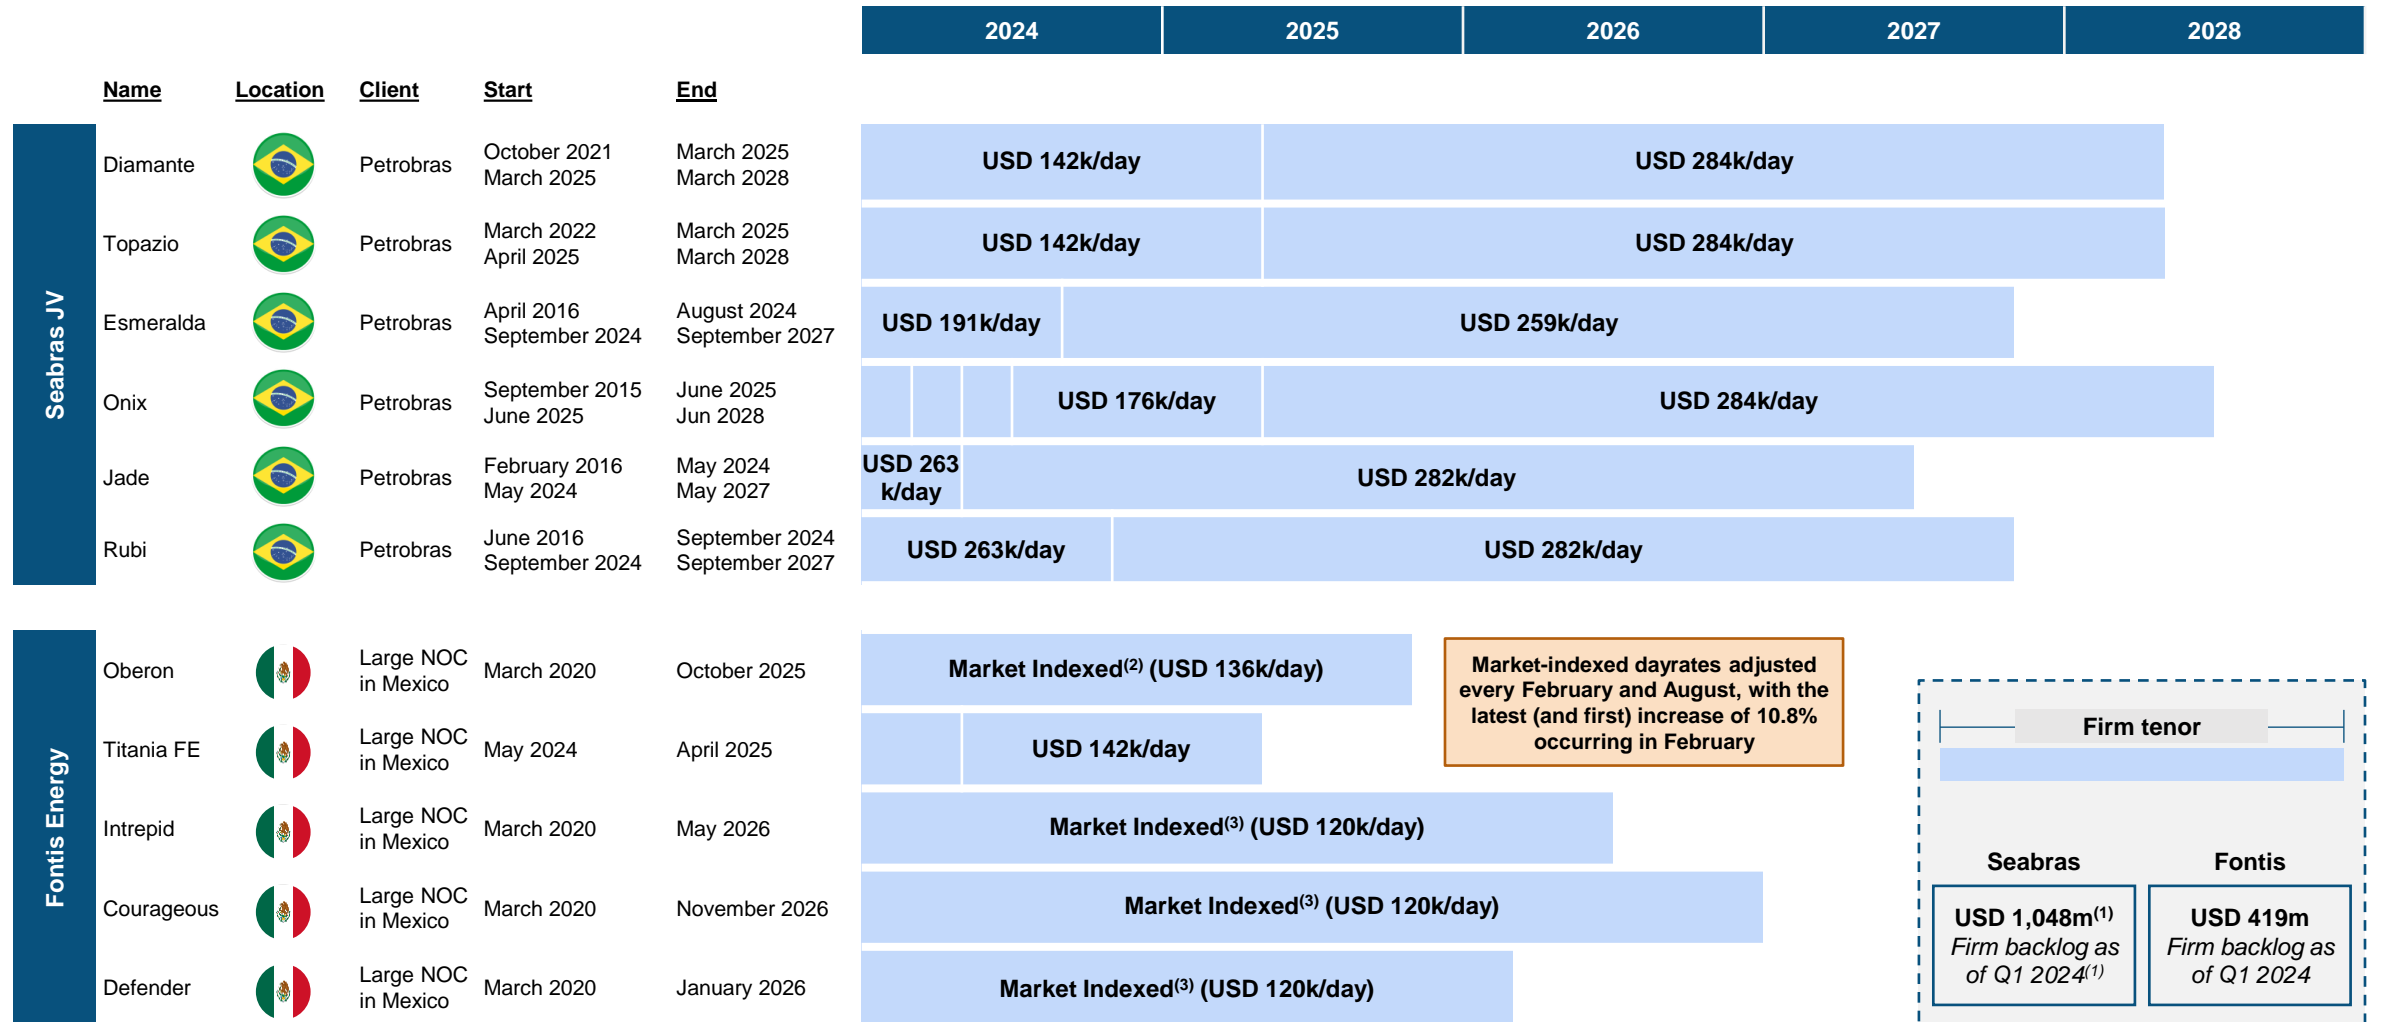 2024 2025 2026 2027 2028
Name Location Client Start End
Seabras JV
Diamante Petrobras October 2021 March 2025 USD 142k/day USD 284k/day
March 2025 March 2028
Topazio Petrobras March 2022 March 2025 USD 142k/day USD 284k/day
April 2025 March 2028
Esmeralda Petrobras April 2016 August 2024 USD 191k/day USD 259k/day
September 2024 September 2027
Onix Petrobras September 2015 June 2025 USD 176k/day USD 284k/day
June 2025 Jun 2028
Jade Petrobras February 2016 May 2024 USD 263 k/day USD 282k/day
May 2024 May 2027
Rubi Petrobras June 2016 September 2024 USD 263k/day USD 282k/day
September 2024 September 2027
Fontis Energy
Oberon Large NOC in Mexico March 2020 October 2025 Market Indexed(2) (USD 136k/day)
Titania FE Large NOC in Mexico May 2024 April 2025 USD 142k/day
Intrepid Large NOC in Mexico March 2020 May 2026 Market Indexed(3) (USD 120k/day)
Courageous Large NOC in Mexico March 2020 November 2026 Market Indexed(3) (USD 120k/day)
Defender Large NOC in Mexico March 2020 January 2026 Market Indexed(3) (USD 120k/day)
Market-indexed dayrates adjusted
every February and August, with the
latest (and first) increase of 10.8%
occurring in February
Firm tenor
Seabras Fontis
USD 1,048m(1)
Firm backlog as
of Q1 2024(1)
USD 419m
Firm backlog as
of Q1 2024